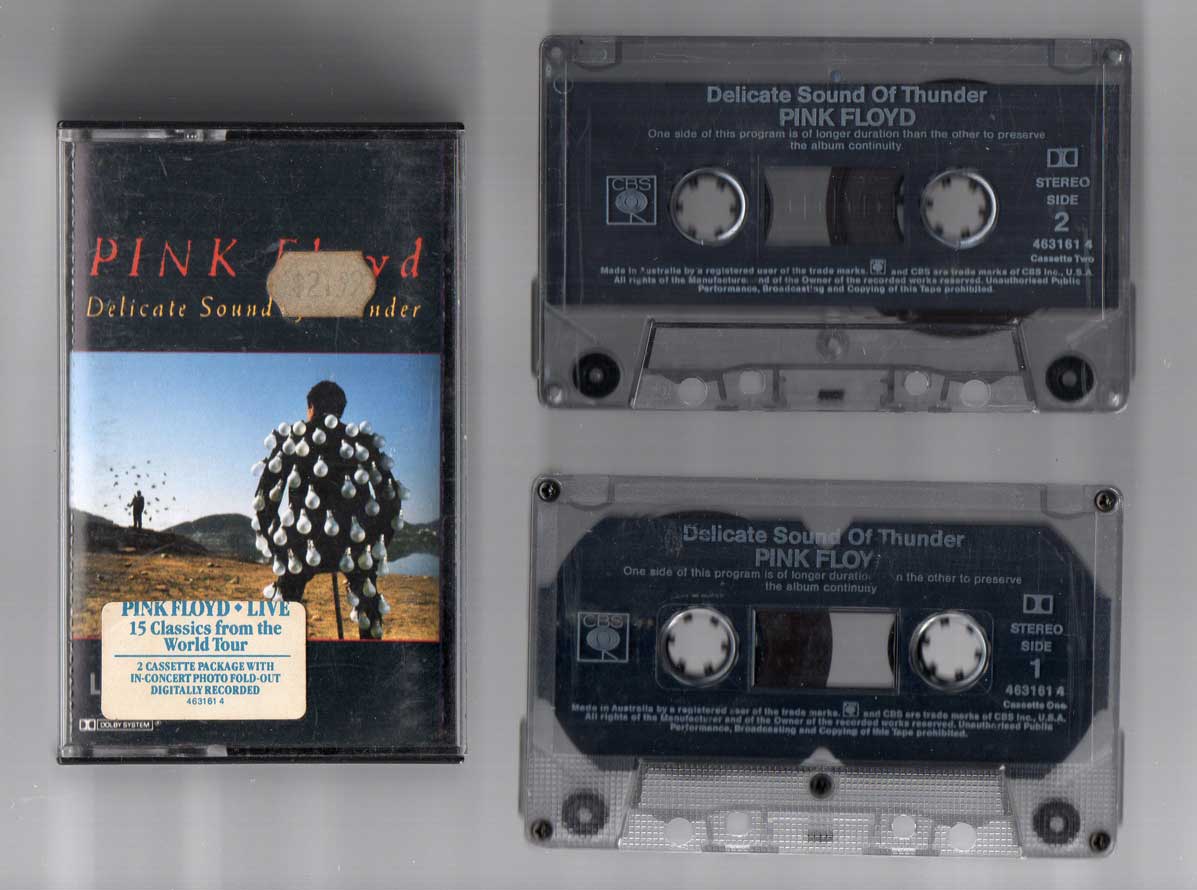 PINK
$21.99
Delicate Sound
PINK FLOYD • LIVE
15 Classics from the
World Tour
2 CASSETTE PACKAGE WITH
IN-CONCERT PHOTO FOLD-OUT
DIGITALLY RECORDED
463161 4
L
DOLBY SYSTEM ®
Delicate Sound Of Thunder
PINK FLOYD
One side of this program is of longer duration than the other to preserve
the album continuity
CBS
STEREO
SIDE
2
463161 4
Cassette Two
Made in Australia by a registered user of the trade marks. and CBS are trade marks of CBS Inc., U.S.A.
All rights of the Manufacturer and of the Owner of the recorded works reserved. Unauthorised Public
Performance, Broadcasting and Copying of this Tape prohibited.
Delicate Sound Of Thunder
PINK FLOY
One side of this program is of longer duratio n the other to preserve
the album continuity
CBS
STEREO
SIDE
1
463161 4
Cassette One
Made in Australia by a registered user of the trade marks. and CBS are trade marks of CBS Inc., U.S.A.
All rights of the Manufacturer and of the Owner of the recorded works reserved. Unauthorised Public
Performance, Broadcasting and Copying of this Tape prohibited.